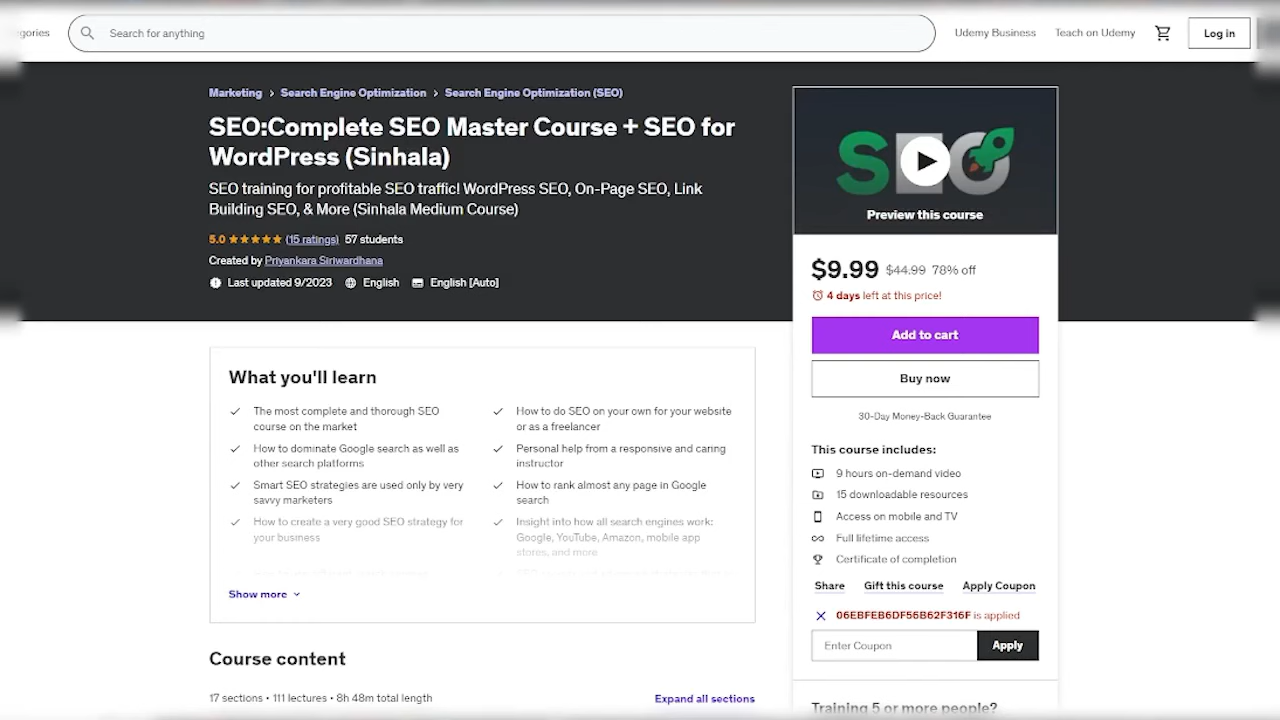 gories
Search for anything
Udemy Business
Teach on Udemy
Log in
Marketing › Search Engine Optimization › Search Engine Optimization (SEO)
SEO:Complete SEO Master Course + SEO for
WordPress (Sinhala)
SEO training for profitable SEO traffic! WordPress SEO, On-Page SEO, Link
Building SEO, & More (Sinhala Medium Course)
5.0 (15 ratings) 57 students
Created by Priyankara Siriwardhana
Last updated 9/2023 English English [Auto]
SEO
Preview this course
$9.99 $44.99 78% off
4 days left at this price!
Add to cart
Buy now
30-Day Money-Back Guarantee
This course includes:
9 hours on-demand video
15 downloadable resources
Access on mobile and TV
Full lifetime access
Certificate of completion
Share Gift this course Apply Coupon
06EBFEB6DF56B62F316F is applied
Enter Coupon
Apply
Training 5 or more people?
What you'll learn
The most complete and thorough SEO
course on the market
How to dominate Google search as well as
other search platforms
Smart SEO strategies are used only by very
savvy marketers
How to create a very good SEO strategy for
your business
How to do SEO on your own for your website
or as a freelancer
Personal help from a responsive and caring
instructor
How to rank almost any page in Google
search
Insight into how all search engines work:
Google, YouTube, Amazon, mobile app
stores, and more
Show more
Course content
17 sections • 111 lectures • 8h 48m total length
Expand all sections